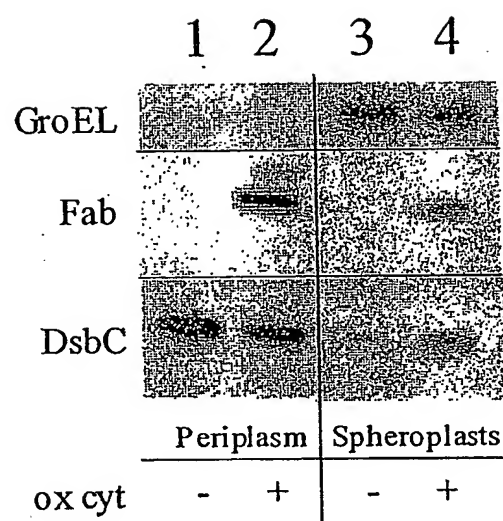 1 2 3 4
GroEL
Fab
DsbC
Periplasm Spheroplasts
ox cyt - + - +